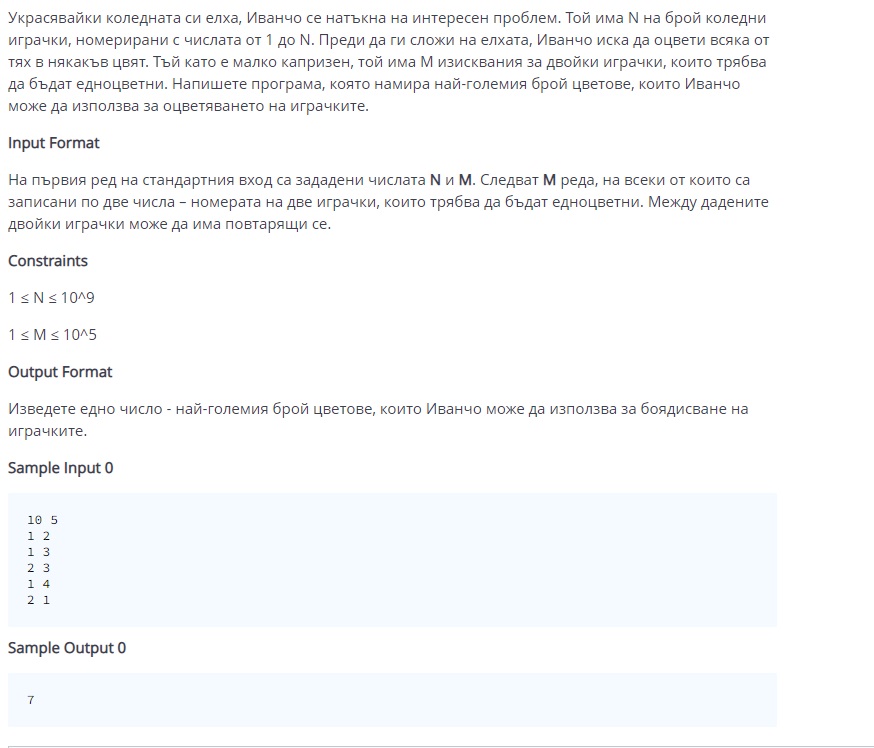 Украсявайки коледната си елха, Иванчо се натъкна на интересен проблем. Той има N на брой коледни
играчки, номерирани с числата от 1 до N. Преди да ги сложи на елхата, Иванчо иска да оцвети всяка от
тях в някакъв цвят. Тъй като е малко капризен, той има M изисквания за двойки играчки, които трябва
да бъдат едноцветни. Напишете програма, която намира най-големия брой цветове, които Иванчо
може да използва за оцветяването на играчките.
Input Format
На първия ред на стандартния вход са зададени числата N и M. Следват M реда, на всеки от които са
записани по две числа – номерата на две играчки, които трябва да бъдат едноцветни. Между дадените
двойки играчки може да има повтарящи се.
Constraints
1 ≤ N ≤ 10^9
1 ≤ M ≤ 10^5
Output Format
Изведете едно число - най-големия брой цветове, които Иванчо може да използва за боядисване на
играчките.
Sample Input 0
10 5
1 2
1 3
2 3
1 4
2 1
Sample Output 0
7